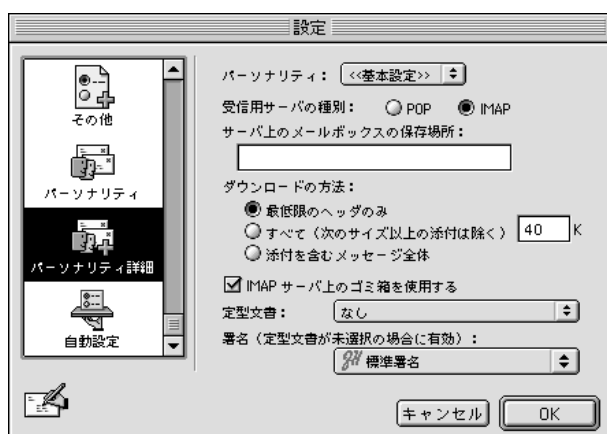 設定
その他
パーソナリティ
パーソナリティ詳細
自動設定
パーソナリティ： <<基本設定>>
受信用サーバの種別： POP IMAP
サーバ上のメールボックスの保存場所：
ダウンロードの方法：
最低限のヘッダのみ
すべて（次のサイズ以上の添付は除く） 40 K
添付を含むメッセージ全体
IMAP サーバ上のゴミ箱を使用する
定型文書： なし
署名（定型文書が未選択の場合に有効）：
標準署名
キャンセル OK